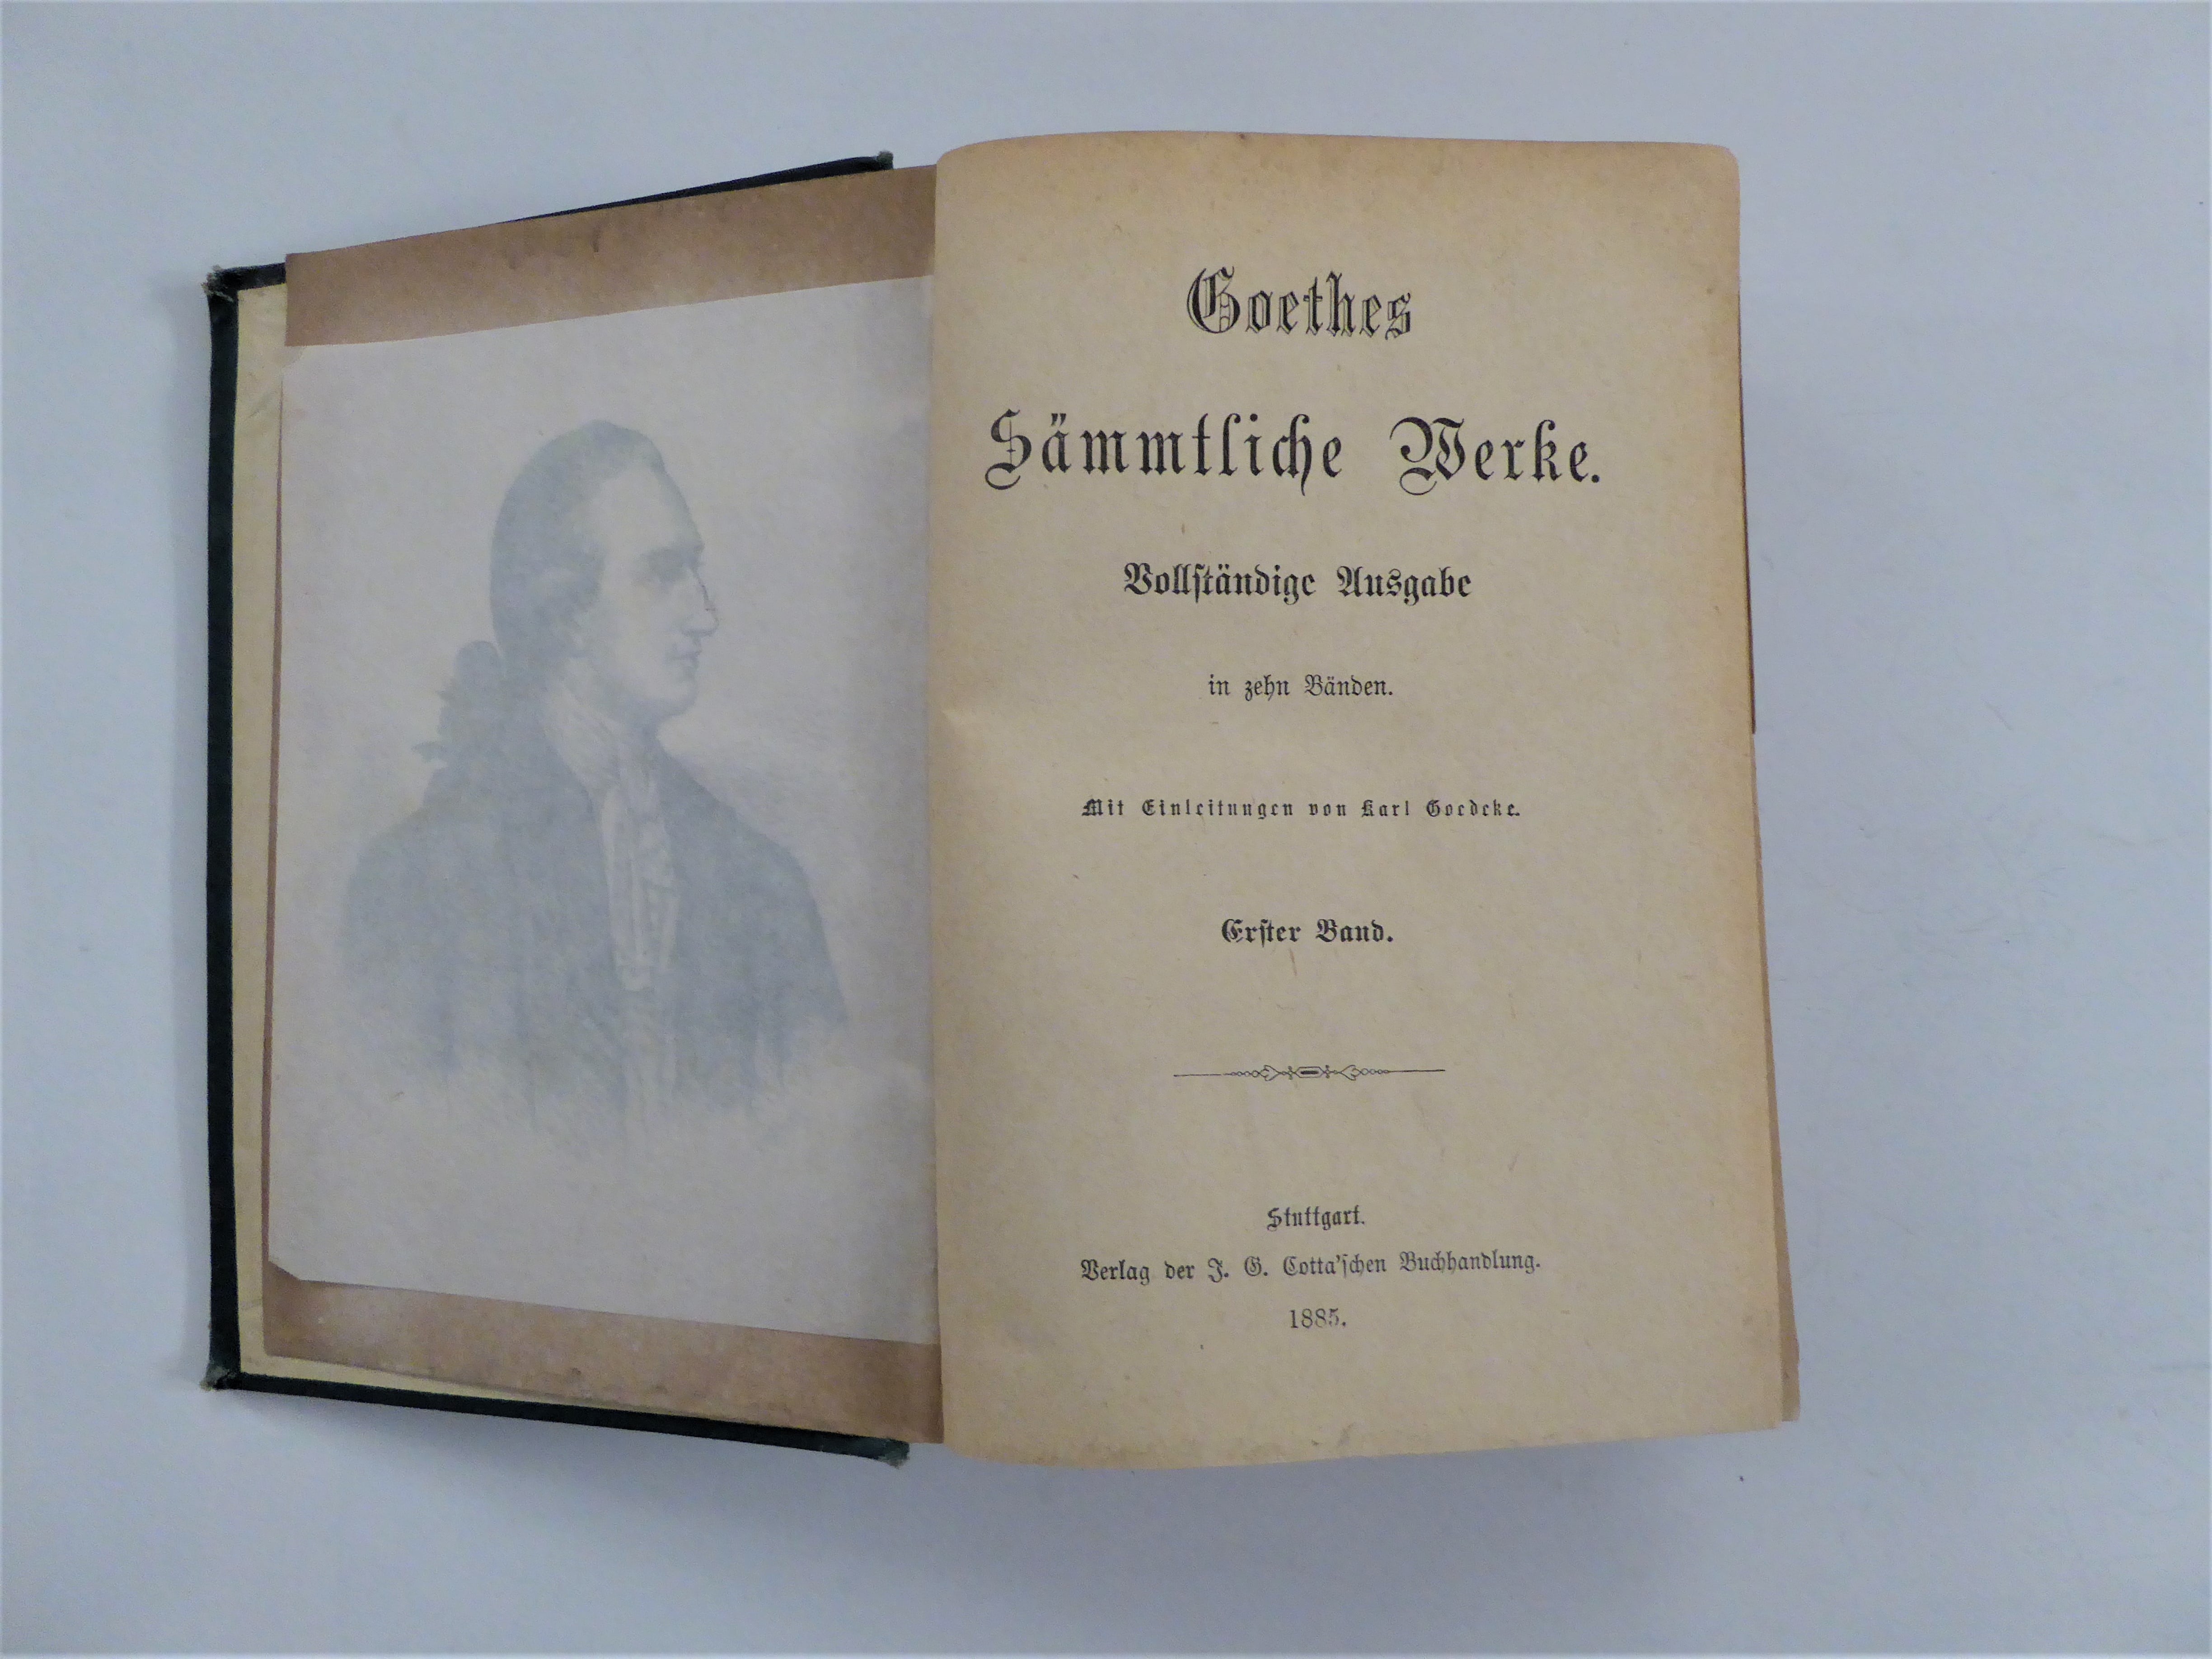 Goethes
Sämmtliche Werke.
Vollständige Ausgabe
in zehn Bänden.
Mit Einleitungen von Karl Goedeke.
Erster Band.
Stuttgart.
Verlag der J. G. Cotta'schen Buchhandlung.
1885.